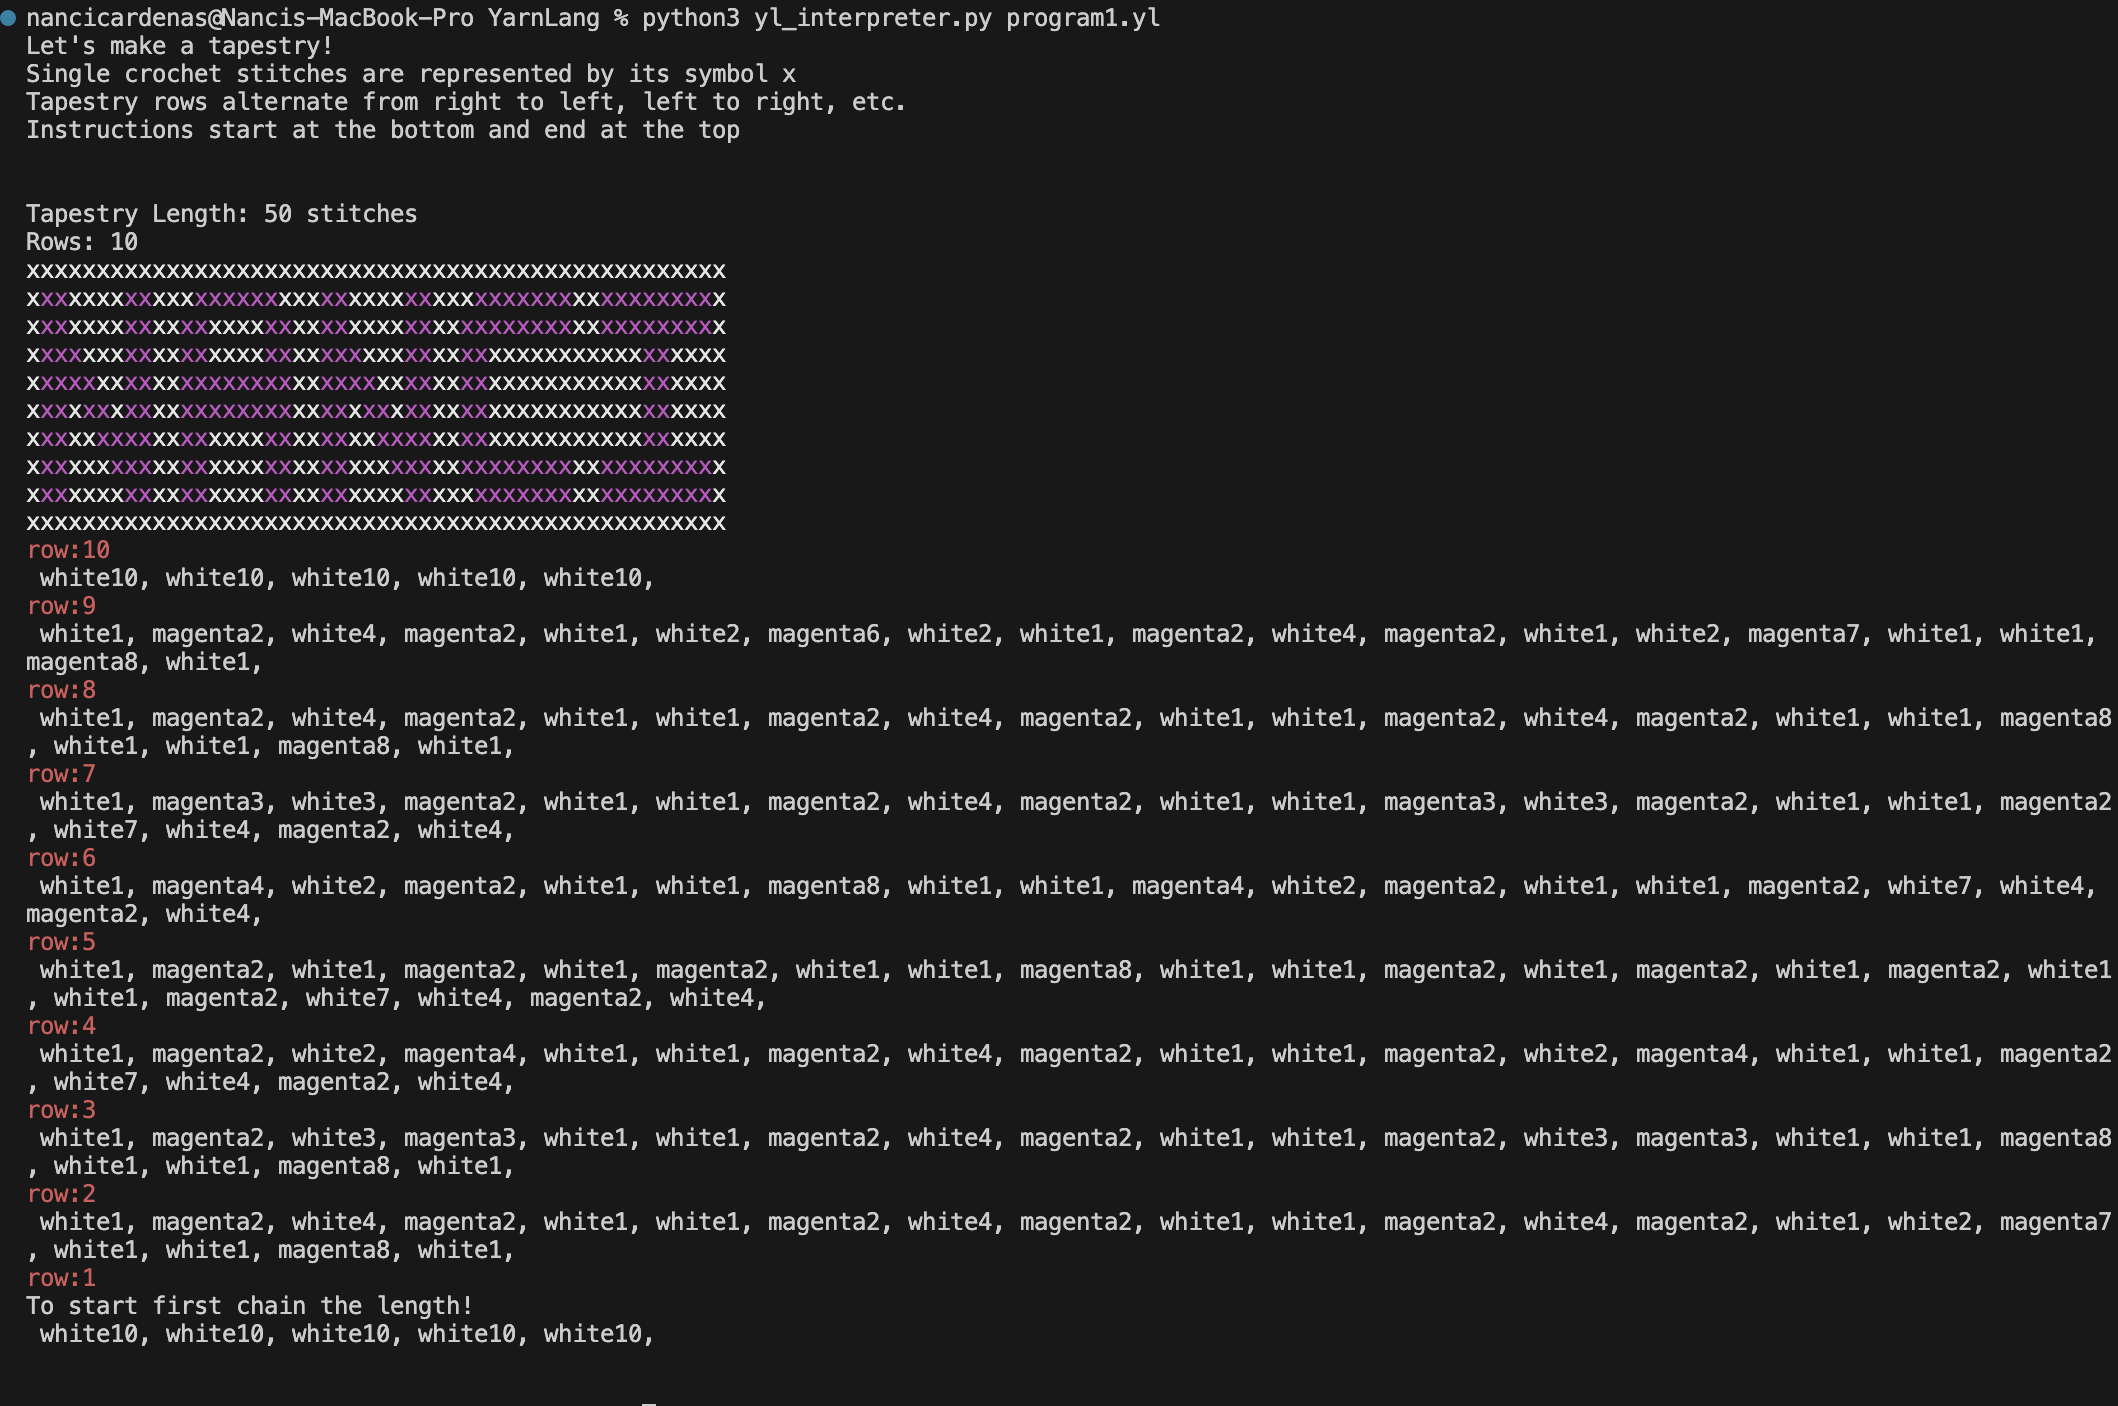 nancicardenas@Nancis-MacBook-Pro YarnLang % python3 yl_interpreter.py program1.yl
Let's make a tapestry!
Single crochet stitches are represented by its symbol x
Tapestry rows alternate from right to left, left to right, etc.
Instructions start at the bottom and end at the top
Tapestry Length: 50 stitches
Rows: 10
xxxxxxxxxxxxxxxxxxxxxxxxxxxxxxxxxxxxxxxxxxxxxxxxxx
xxxxxxxxxxxxxxxxxxxxxxxxxxxxxxxxxxxxxxxxxxxxxxxxxx
xxxxxxxxxxxxxxxxxxxxxxxxxxxxxxxxxxxxxxxxxxxxxxxxxx
xxxxxxxxxxxxxxxxxxxxxxxxxxxxxxxxxxxxxxxxxxxxxxxxxx
xxxxxxxxxxxxxxxxxxxxxxxxxxxxxxxxxxxxxxxxxxxxxxxxxx
xxxxxxxxxxxxxxxxxxxxxxxxxxxxxxxxxxxxxxxxxxxxxxxxxx
xxxxxxxxxxxxxxxxxxxxxxxxxxxxxxxxxxxxxxxxxxxxxxxxxx
xxxxxxxxxxxxxxxxxxxxxxxxxxxxxxxxxxxxxxxxxxxxxxxxxx
xxxxxxxxxxxxxxxxxxxxxxxxxxxxxxxxxxxxxxxxxxxxxxxxxx
xxxxxxxxxxxxxxxxxxxxxxxxxxxxxxxxxxxxxxxxxxxxxxxxxx
row:10
white10, white10, white10, white10, white10,
row:9
white1, magenta2, white4, magenta2, white1, white2, magenta6, white2, white1, magenta2, white4, magenta2, white1, white2, magenta7, white1, white1,
magenta8, white1,
row:8
white1, magenta2, white4, magenta2, white1, white1, magenta2, white4, magenta2, white1, white1, magenta2, white4, magenta2, white1, white1, magenta8
, white1, white1, magenta8, white1,
row:7
white1, magenta3, white3, magenta2, white1, white1, magenta2, white4, magenta2, white1, white1, magenta3, white3, magenta2, white1, white1, magenta2
, white7, white4, magenta2, white4,
row:6
white1, magenta4, white2, magenta2, white1, white1, magenta8, white1, white1, magenta4, white2, magenta2, white1, white1, magenta2, white7, white4,
magenta2, white4,
row:5
white1, magenta2, white1, magenta2, white1, magenta2, white1, white1, magenta8, white1, white1, magenta2, white1, magenta2, white1, magenta2, white1
, white1, magenta2, white7, white4, magenta2, white4,
row:4
white1, magenta2, white2, magenta4, white1, white1, magenta2, white4, magenta2, white1, white1, magenta2, white2, magenta4, white1, white1, magenta2
, white7, white4, magenta2, white4,
row:3
white1, magenta2, white3, magenta3, white1, white1, magenta2, white4, magenta2, white1, white1, magenta2, white3, magenta3, white1, white1, magenta8
, white1, white1, magenta8, white1,
row:2
white1, magenta2, white4, magenta2, white1, white1, magenta2, white4, magenta2, white1, white1, magenta2, white4, magenta2, white1, white2, magenta7
, white1, white1, magenta8, white1,
row:1
To start first chain the length!
white10, white10, white10, white10, white10,